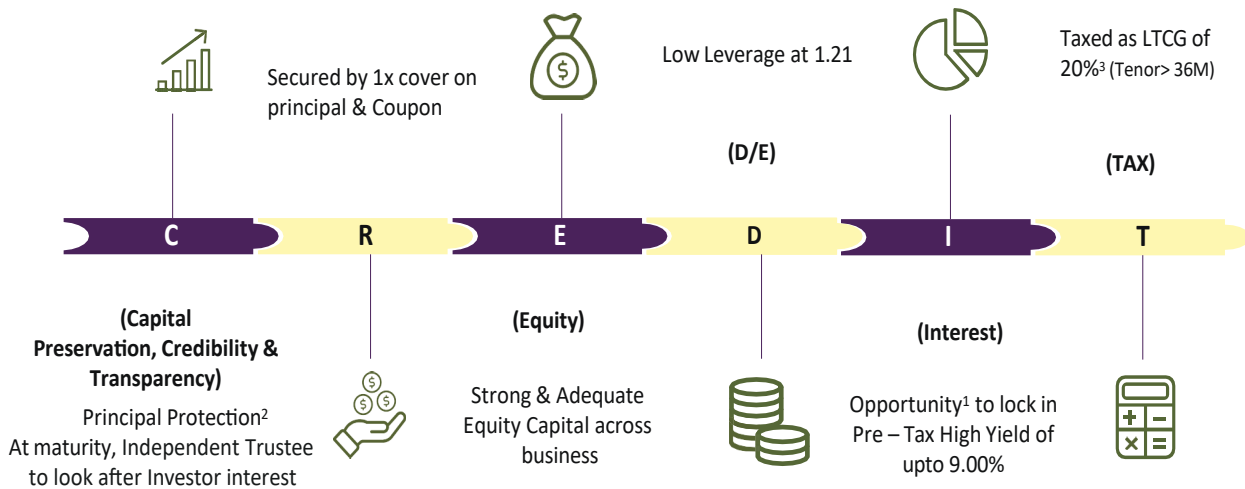 Secured by 1x cover on
principal & Coupon
Low Leverage at 1.21
(D/E)
Taxed as LTCG of
20%³ (Tenor> 36M)
(TAX)
C
R
E
D
I
T
(Capital
Preservation, Credibility &
Transparency)
Principal Protection²
At maturity, Independent Trustee
to look after Investor interest
$
$
$
$
(Equity)
Strong & Adequate
Equity Capital across
business
(Interest)
Opportunity¹ to lock in
Pre – Tax High Yield of
upto 9.00%
+ −
× =